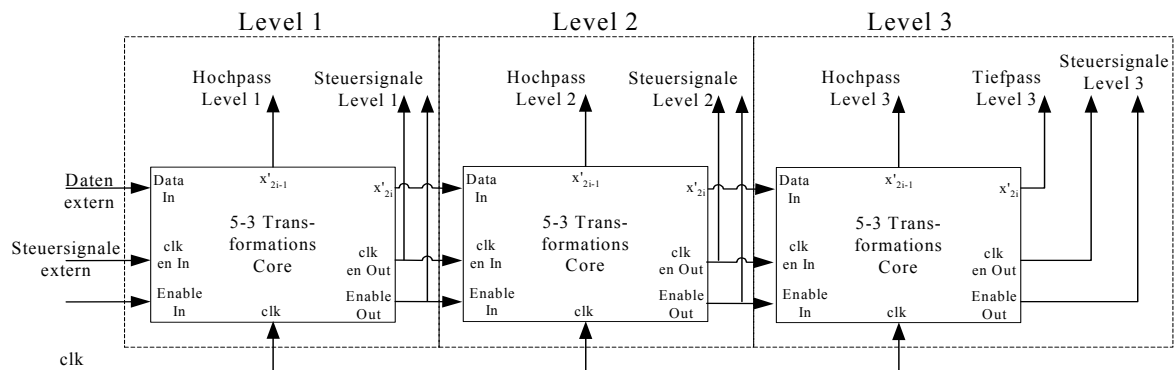 Level 1
Level 2
Level 3
Hochpass
Level 1
Steuersignale
Level 1
Hochpass
Level 2
Steuersignale
Level 2
Hochpass
Level 3
Tiefpass
Level 3
Steuersignale
Level 3
Daten
extern
Steuersignale
extern
clk
Data
In
x'2i-1
x'2i
5-3 Trans-
formations
Core
clk
en In
clk
en Out
Enable
In
clk
Enable
Out
Data
In
x'2i-1
x'2i
5-3 Trans-
formations
Core
clk
en In
clk
en Out
Enable
In
clk
Enable
Out
Data
In
x'2i-1
x'2i
5-3 Trans-
formations
Core
clk
en In
clk
en Out
Enable
In
clk
Enable
Out